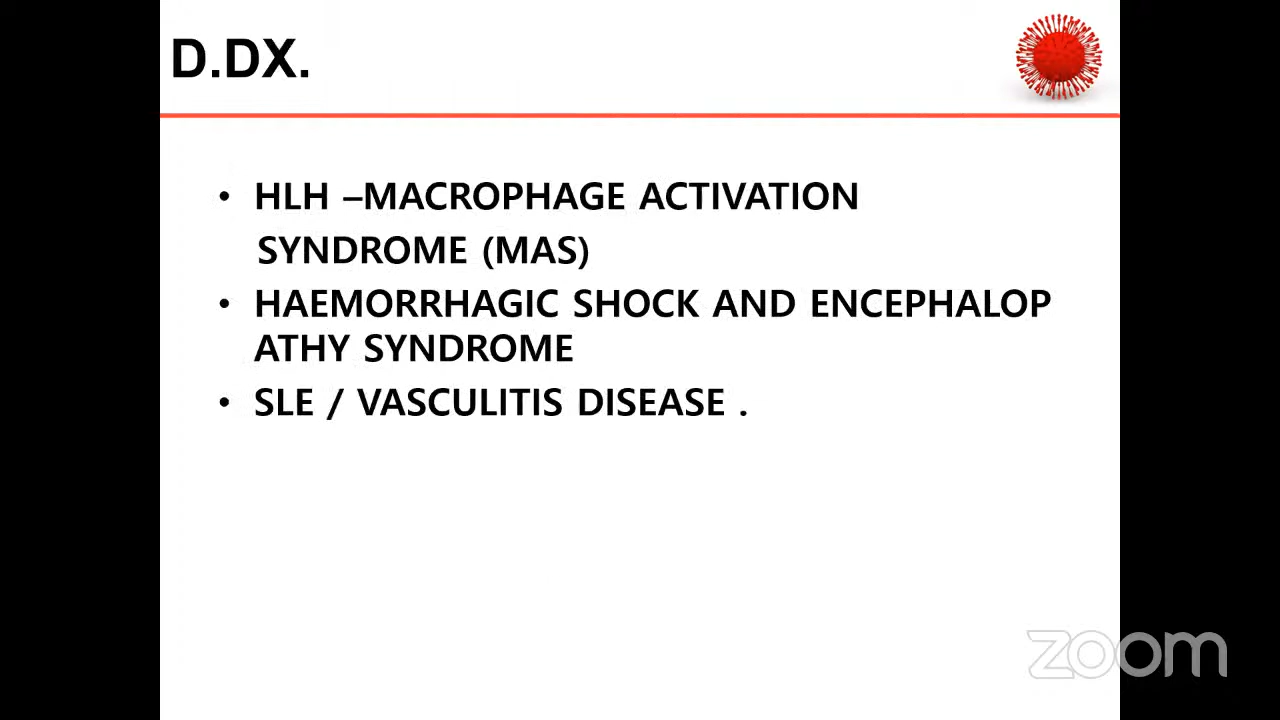 D.DX.
• HLH –MACROPHAGE ACTIVATION
SYNDROME (MAS)
• HAEMORRHAGIC SHOCK AND ENCEPHALOP
ATHY SYNDROME
• SLE / VASCULITIS DISEASE .
zoom